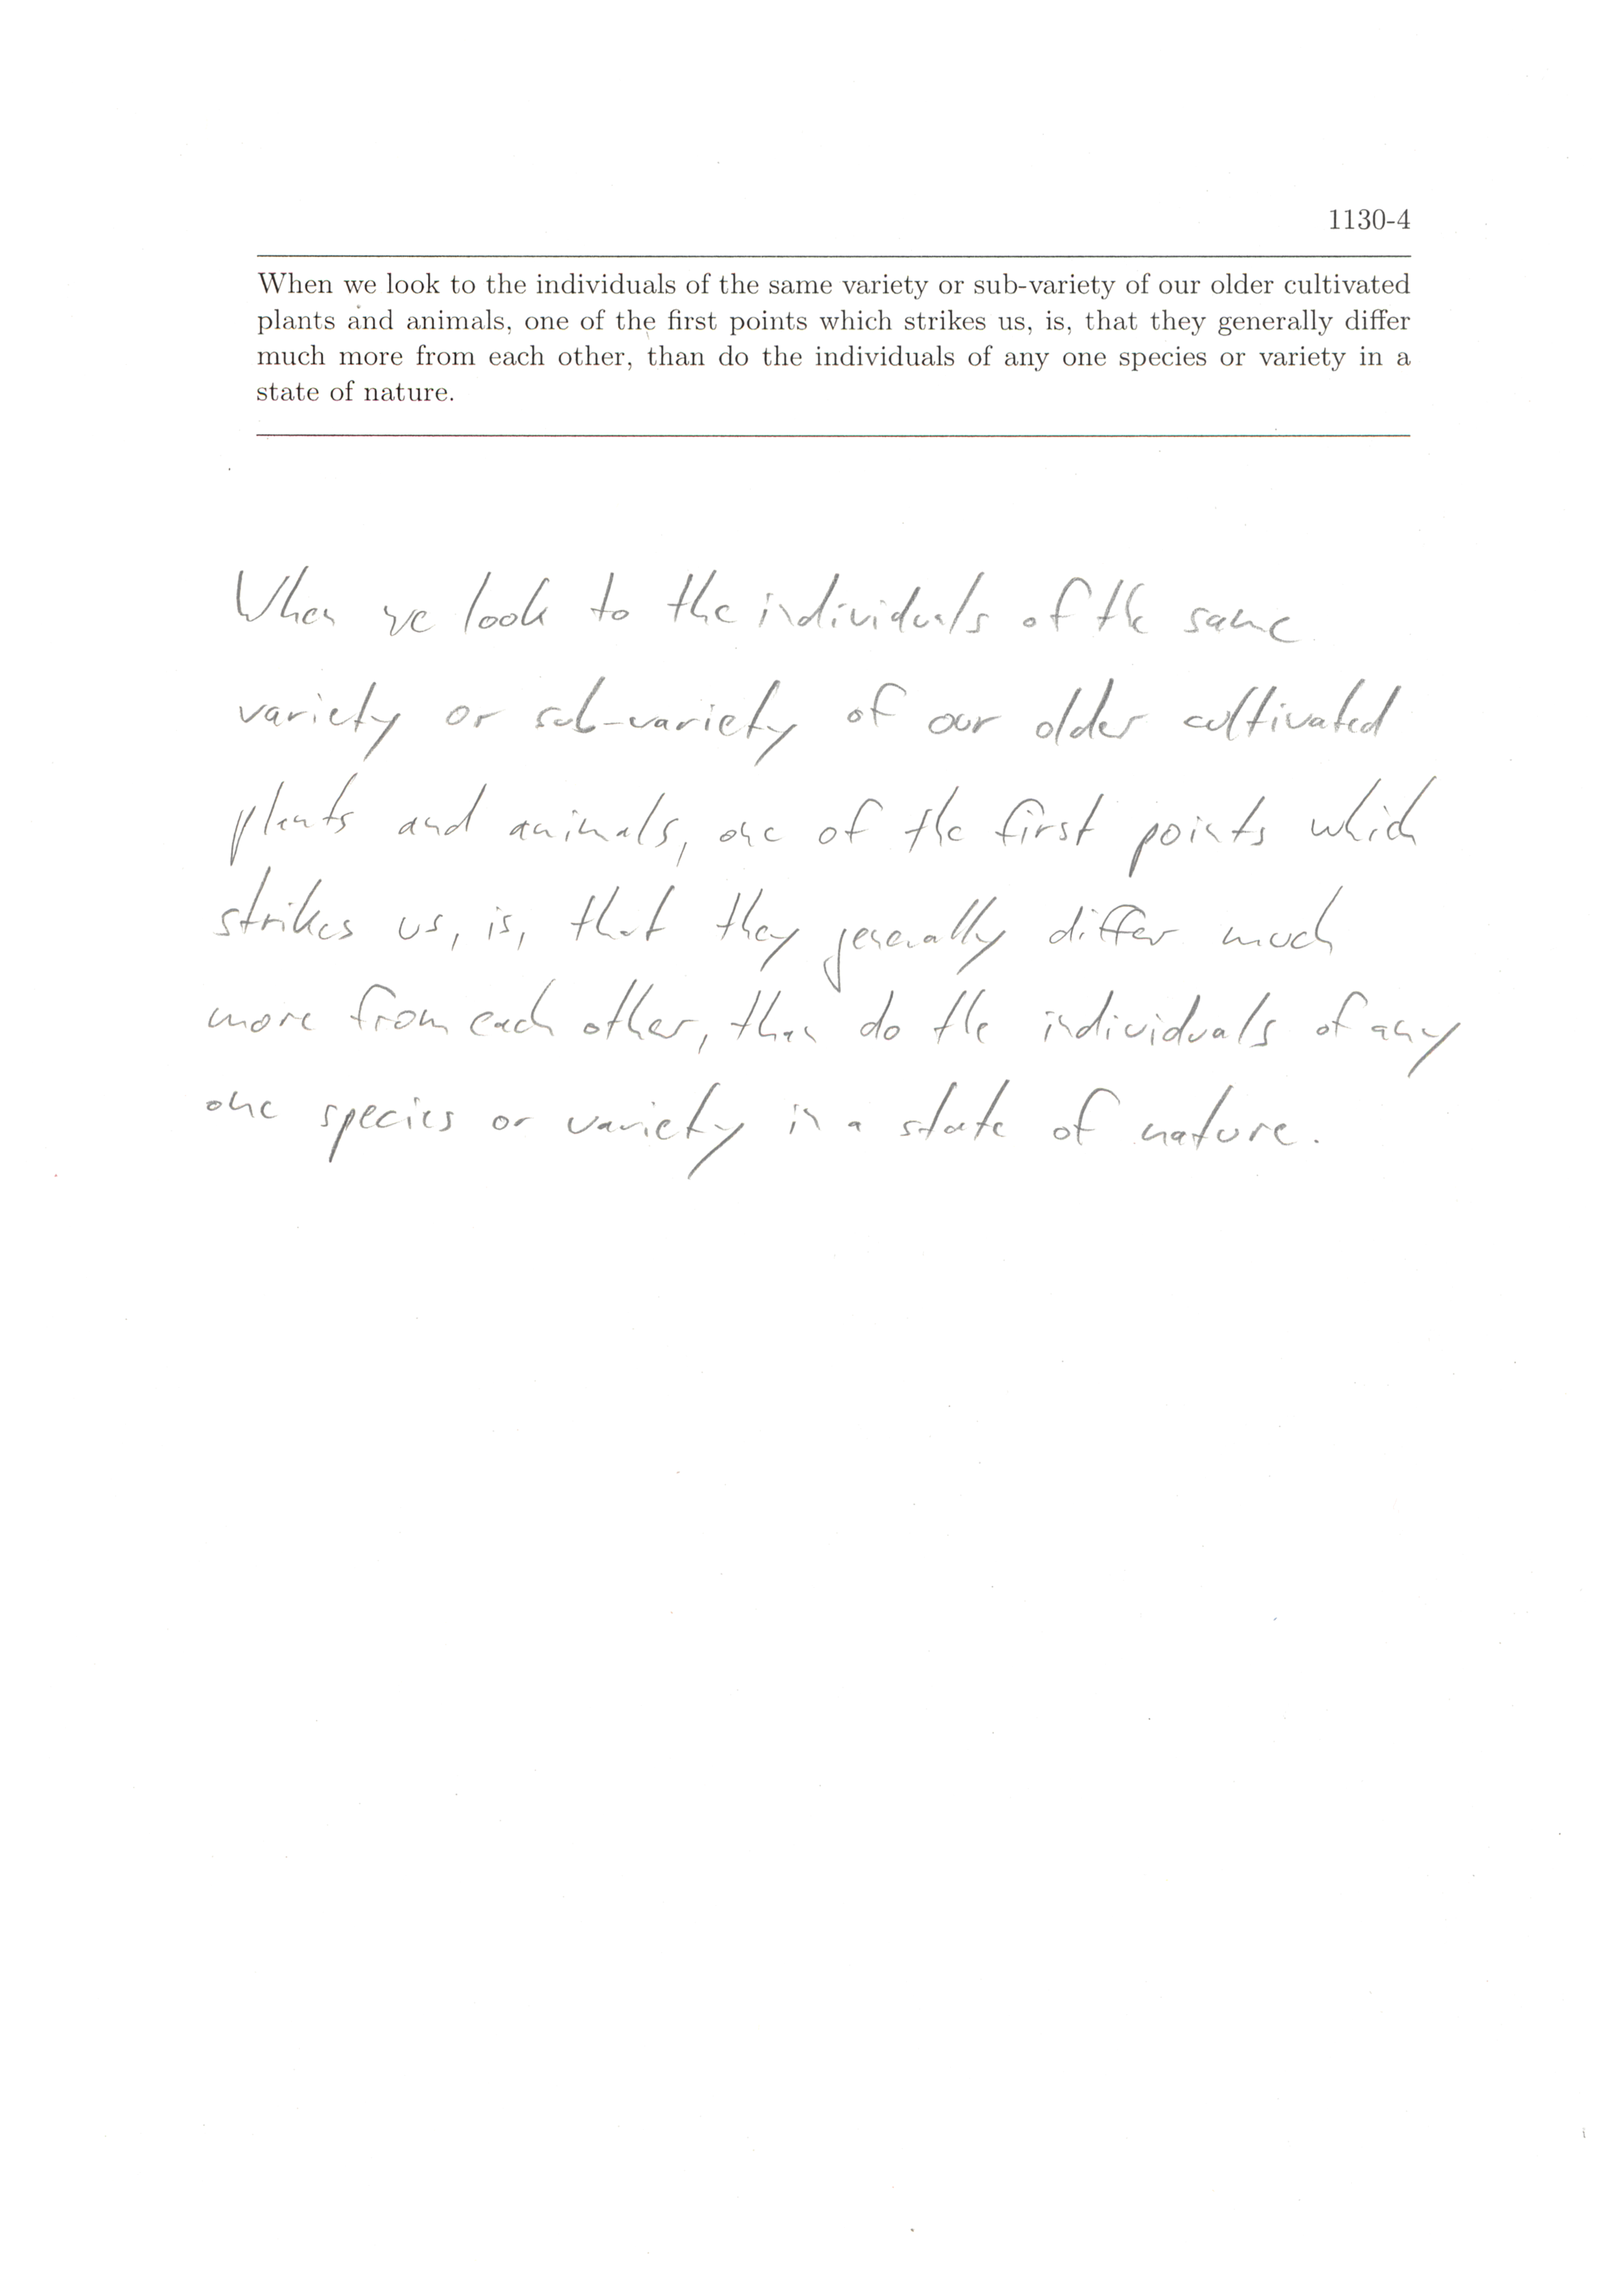 1130-4
When we look to the individuals of the same variety or sub-variety of our older cultivated
plants and animals, one of the first points which strikes us, is, that they generally differ
much more from each other, than do the individuals of any one species or variety in a
state of nature.
When we look to the individuals of the same
variety or sub-variety of our older cultivated
plants and animals, one of the first points which
strikes us, is, that they generally differ much
more from each other, than do the individuals of any
one species or variety in a state of nature.